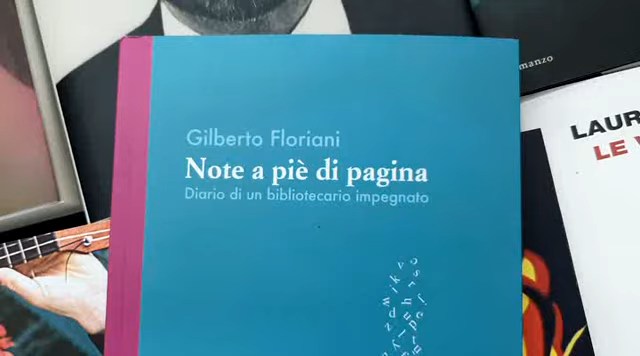 manzo
LAUR
LE
Gilberto Floriani
Note a piè di pagina
Diario di un bibliotecario impegnato